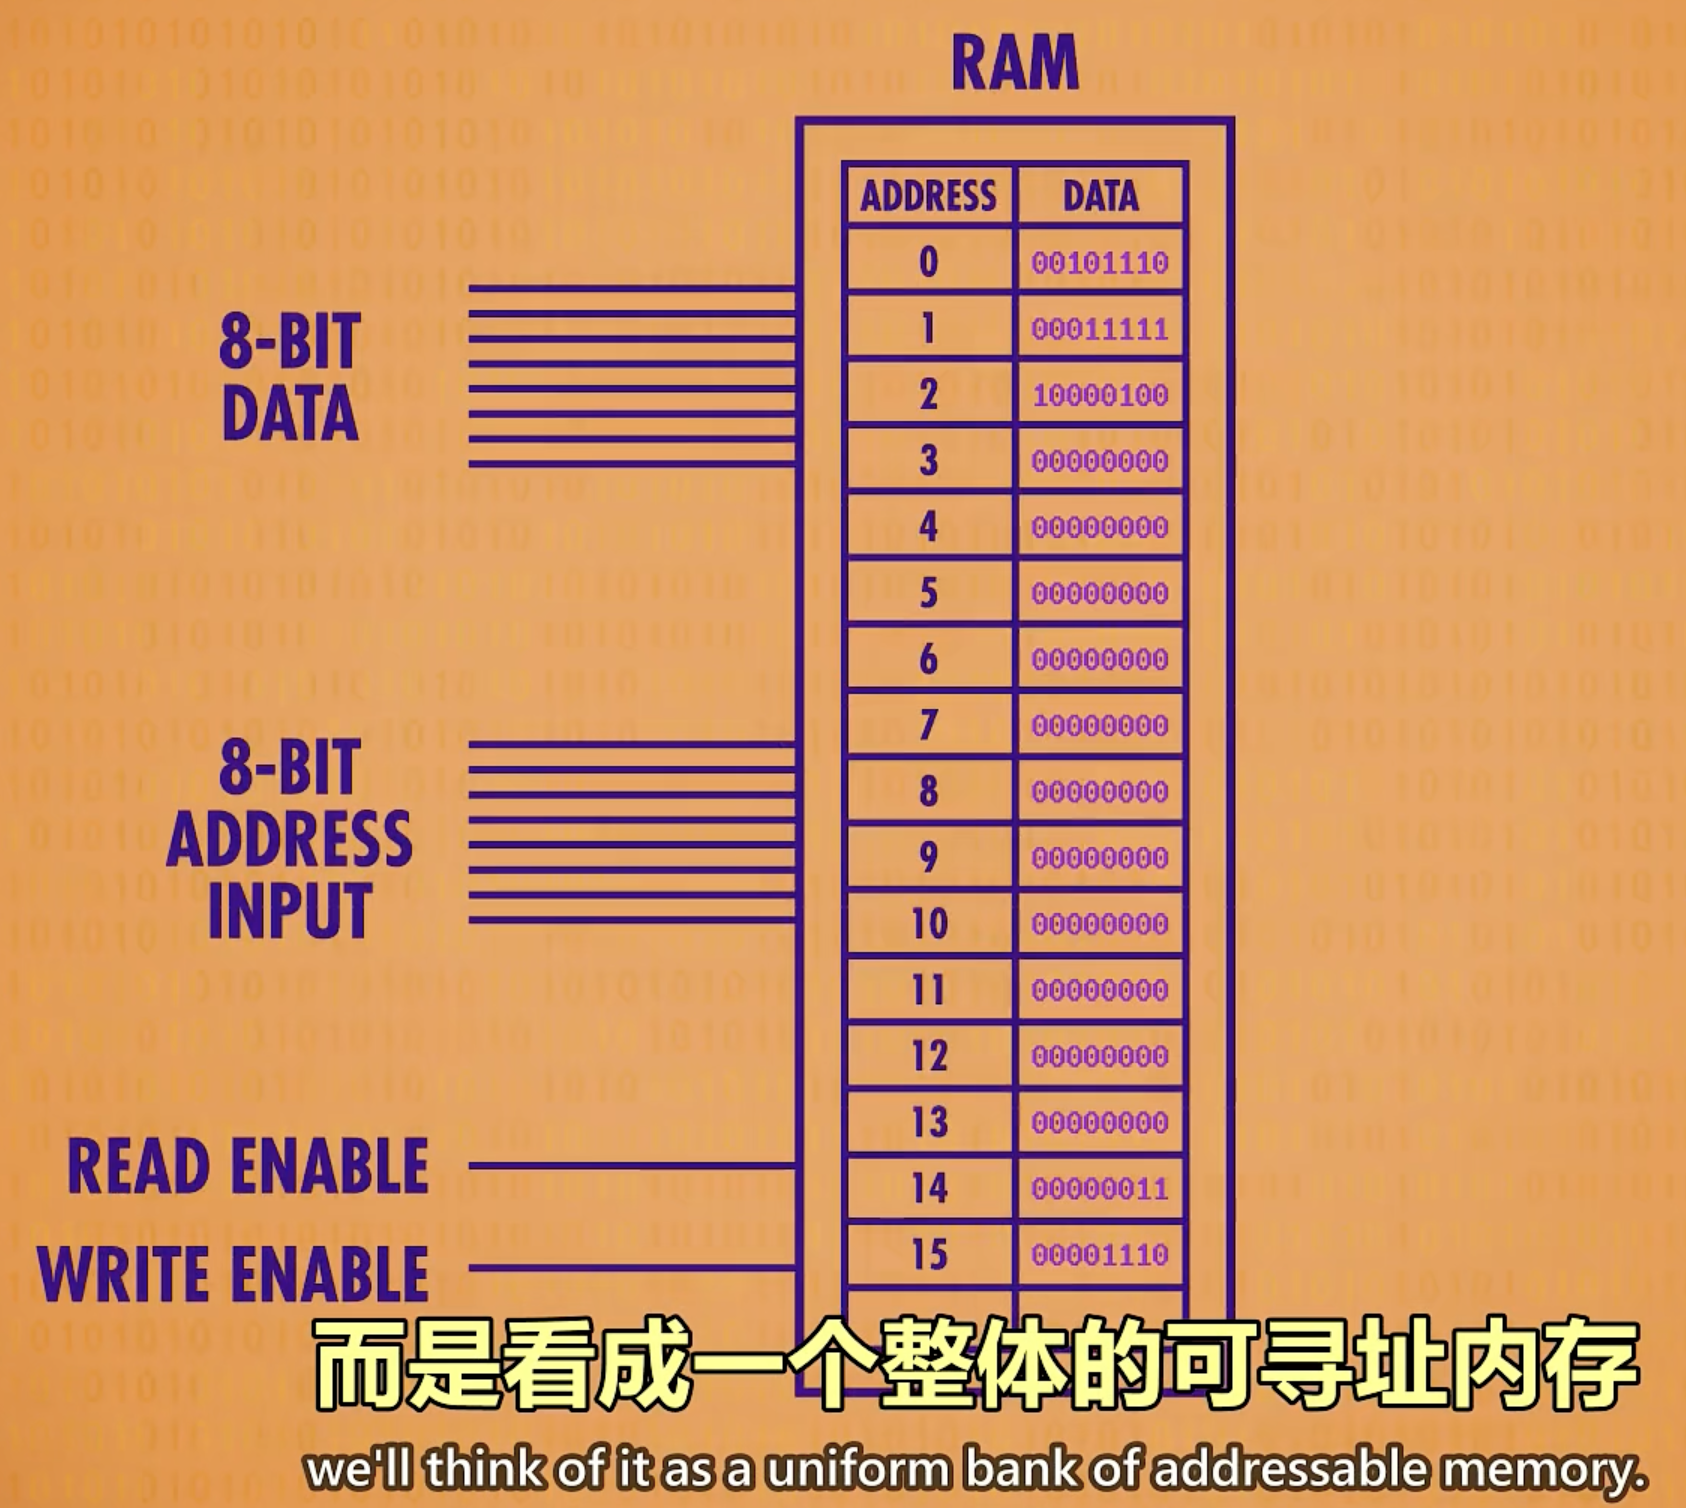 RAM
ADDRESS DATA
0 00101110
1 00011111
2 10000100
3 00000000
4 00000000
5 00000000
6 00000000
7 00000000
8 00000000
9 00000000
10 00000000
11 00000000
12 00000000
13 00000000
14 00000011
15 00001110
8-BIT
DATA
8-BIT
ADDRESS
INPUT
READ ENABLE
WRITE ENABLE
而是看成一个整体的可寻址内存
we'll think of it as a uniform bank of addressable memory.